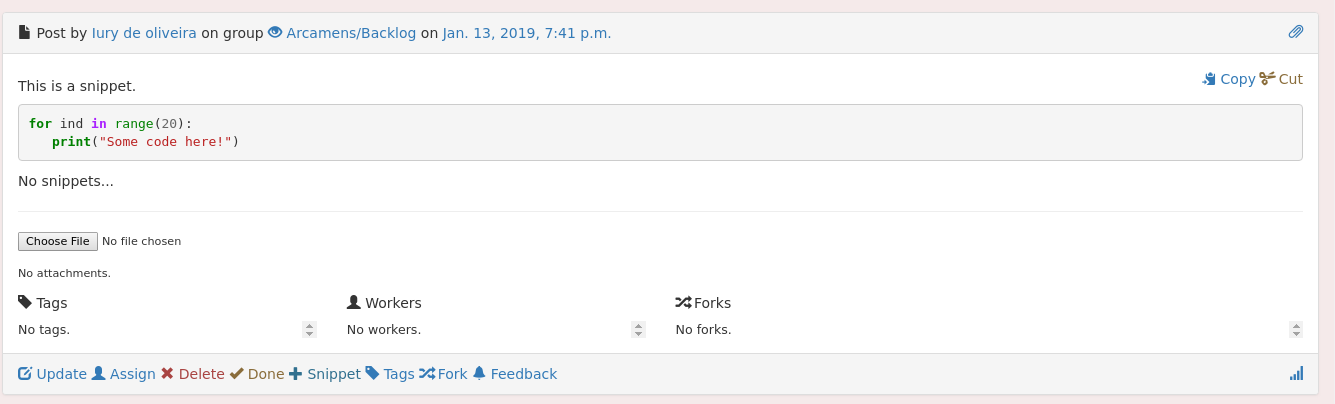 Post by Iury de oliveira on group Arcamens/Backlog on Jan. 13, 2019, 7:41 p.m.
Copy Cut
This is a snippet.
for ind in range(20):
   print("Some code here!")
No snippets...
Choose File No file chosen
No attachments.
Tags Workers Forks
No tags. No workers. No forks.
Update Assign Delete Done Snippet Tags Fork Feedback